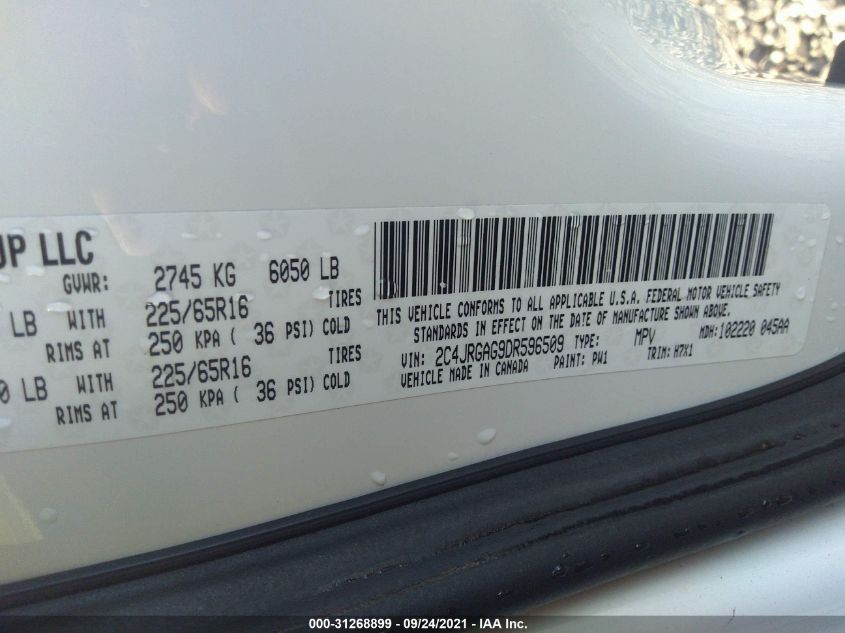 UP LLC
GVWR: 2745 KG 6050 LB
LB WITH 225/65R16 TIRES
RIMS AT 250 KPA ( 36 PSI) COLD
0 LB WITH 225/65R16 TIRES
RIMS AT 250 KPA ( 36 PSI) COLD
THIS VEHICLE CONFORMS TO ALL APPLICABLE U.S.A. FEDERAL MOTOR VEHICLE SAFETY
STANDARDS IN EFFECT ON THE DATE OF MANUFACTURE SHOWN ABOVE.
VIN: 2C4JRGAG9DR596509 TYPE: MPV MDH: 102220 045AA
VEHICLE MADE IN CANADA PAINT: PW1 TRIM: H7X1
000-31268899 - 09/24/2021 - IAA Inc.